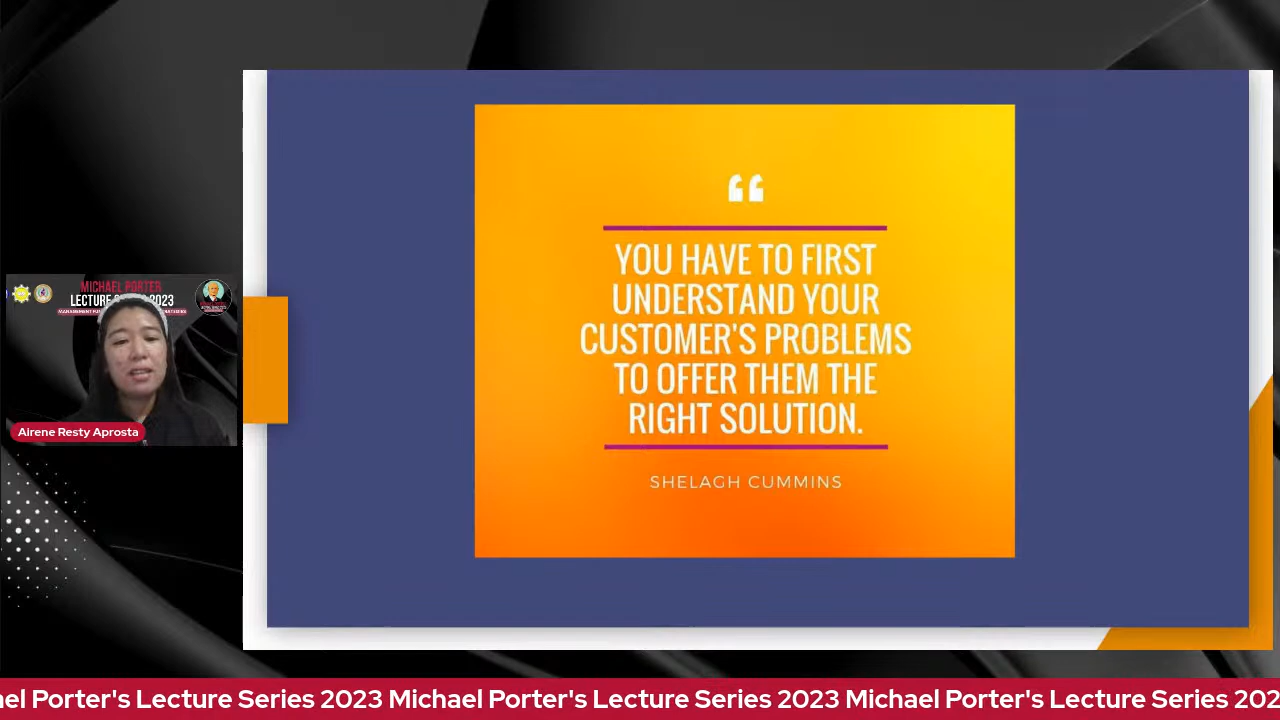 YOU HAVE TO FIRST
UNDERSTAND YOUR
CUSTOMER'S PROBLEMS
TO OFFER THEM THE
RIGHT SOLUTION.
SHELAGH CUMMINS
MICHAEL PORTER
LECTURE 2023
Airene Resty Aprosta
ael Porter's Lecture Series 2023 Michael Porter's Lecture Series 2023 Michael Porter's Lecture Series 202